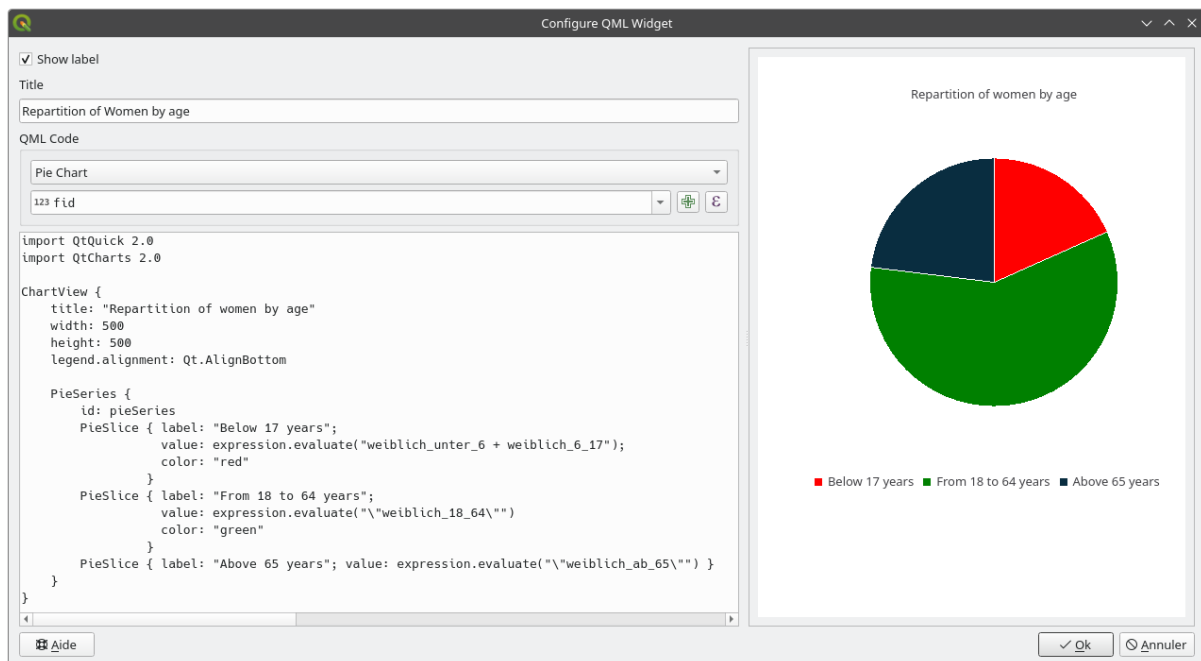 Configure QML Widget
Show label
Title
Repartition of Women by age
QML Code
Pie Chart
123 fid
ε
import QtQuick 2.0
import QtCharts 2.0
ChartView {
    title: "Repartition of women by age"
    width: 500
    height: 500
    legend.alignment: Qt.AlignBottom
    PieSeries {
        id: pieSeries
        PieSlice { label: "Below 17 years";
                   value: expression.evaluate("weiblich_unter_6 + weiblich_6_17");
                   color: "red"
                 }
        PieSlice { label: "From 18 to 64 years";
                   value: expression.evaluate("\"weiblich_18_64\"")
                   color: "green"
                 }
        PieSlice { label: "Above 65 years"; value: expression.evaluate("\"weiblich_ab_65\"") }
    }
}
Repartition of women by age
Below 17 years From 18 to 64 years Above 65 years
Aide
Ok
Annuler